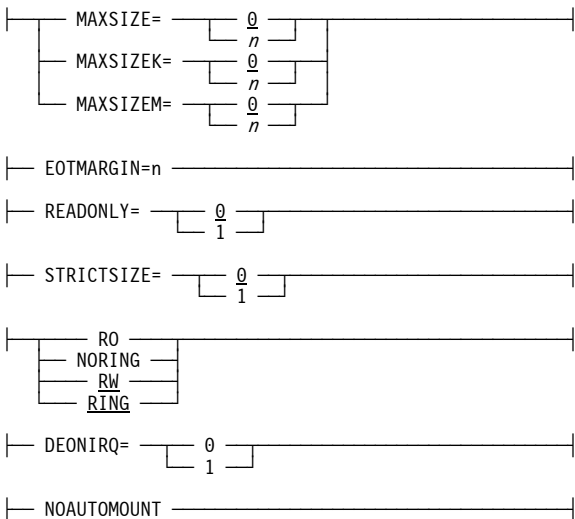 MAXSIZE= 0
n
MAXSIZEK= 0
n
MAXSIZEM= 0
n
EOTMARGIN=n
READONLY= 0
1
STRICTSIZE= 0
1
RO
NORING
RW
RING
DEONIRQ= 0
1
NOAUTOMOUNT